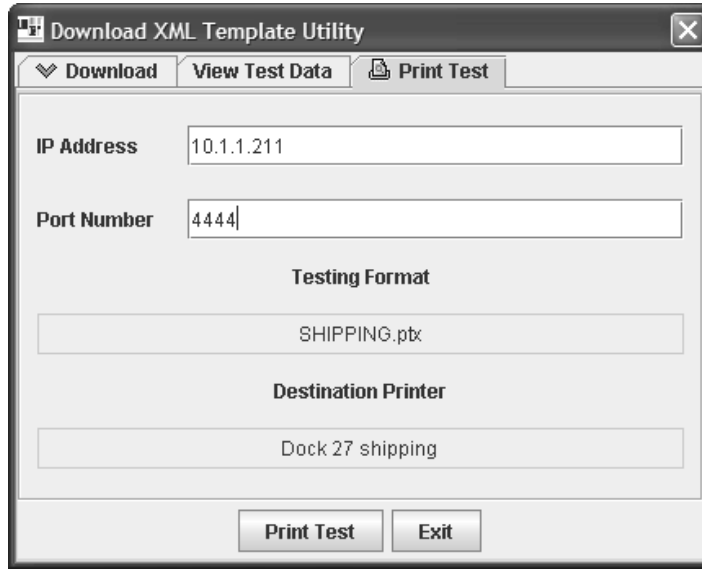 Download XML Template Utility
Download View Test Data Print Test
IP Address 10.1.1.211
Port Number 4444
Testing Format
SHIPPING.ptx
Destination Printer
Dock 27 shipping
Print Test Exit